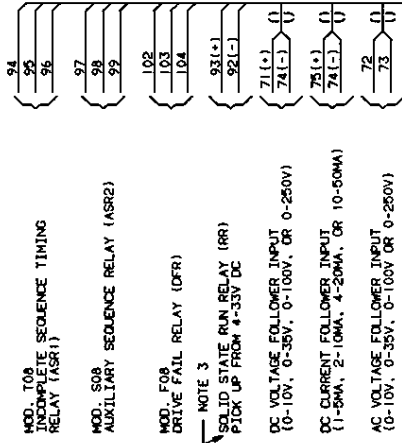 94
95
96
MOD. T08
INCOMPLETE SEQUENCE TIMING
RELAY (ASR1)
97
98
99
MOD. S08
AUXILIARY SEQUENCE RELAY (ASR2)
102
103
104
MOD. F08
DRIVE FAIL RELAY (DFR)
NOTE 3
93(+)
92(-)
SOLID STATE RUN RELAY (RR)
PICK UP FROM 4-33V DC
71(+)
74(-)
DC VOLTAGE FOLLOWER INPUT
(0-10V, 0-35V, 0-100V, OR 0-250V)
75(+)
74(-)
DC CURRENT FOLLOWER INPUT
(1-5MA, 2-10MA, 4-20MA, OR 10-50MA)
72
73
AC VOLTAGE FOLLOWER INPUT
(0-10V, 0-35V, 0-100V OR 0-250V)